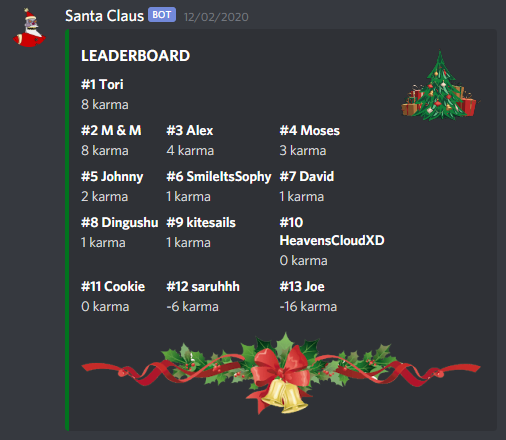 Santa Claus BOT 12/02/2020
LEADERBOARD
#1 Tori
8 karma
#2 M & M #3 Alex #4 Moses
8 karma 4 karma 3 karma
#5 Johnny #6 SmileItsSophy #7 David
2 karma 1 karma 1 karma
#8 Dingushu #9 kitesails #10
HeavensCloudXD
1 karma 1 karma 0 karma
#11 Cookie #12 saruhhh #13 Joe
0 karma -6 karma -16 karma